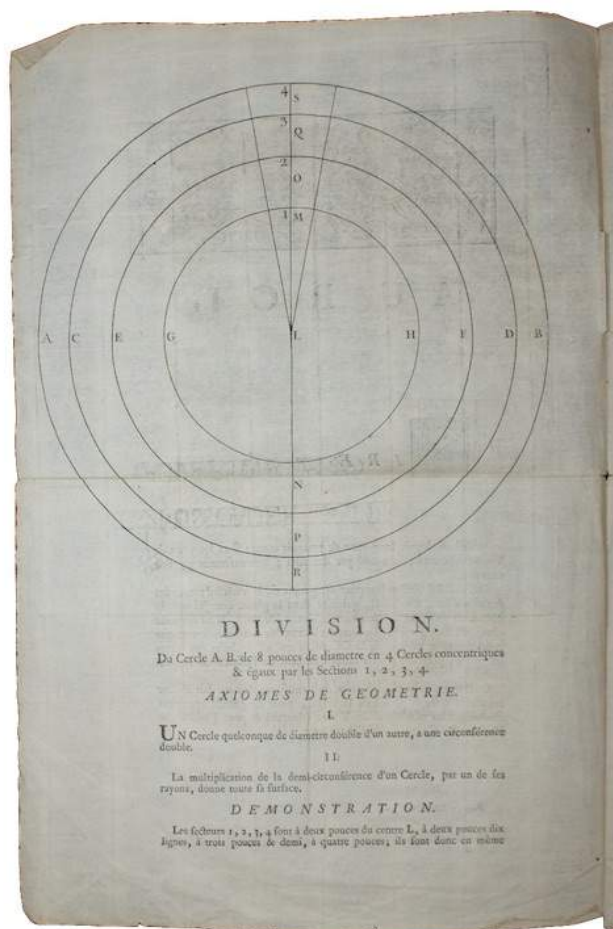 4 S
3 Q
2 O
1 M
A C E G L H F D B
N
P
R
DIVISION.
Du Cercle A. B. de 8 pouces de diametre en 4 Cercles concentriques
& égaux par les Sections 1, 2, 3, 4.
AXIOMES DE GEOMETRIE.
I.
UN Cercle quelconque de diametre double d'un autre, a une circonférence
double.
II.
La multiplication de la demi-circonférence d'un Cercle, par un de ses
rayons, donne toute sa surface.
DEMONSTRATION.
Les secteurs 1, 2, 3, 4 sont à deux pouces du centre L, à deux pouces dix
lignes, à trois pouces & demi, à quatre pouces; ils sont donc en même